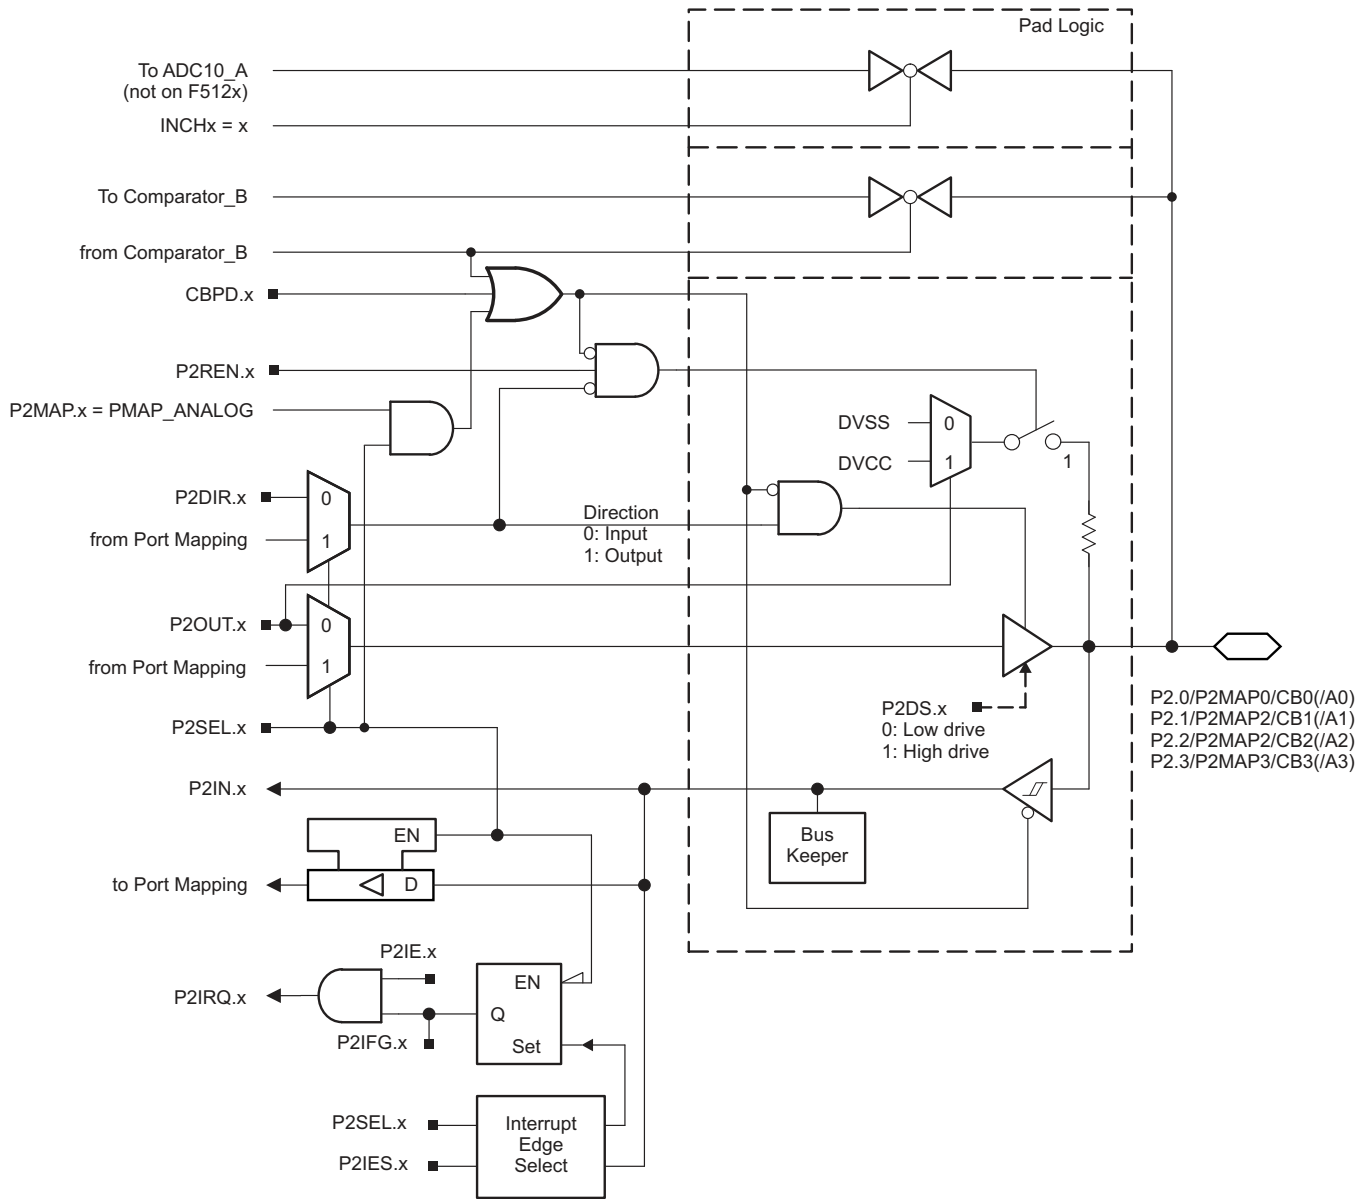 Pad Logic
To ADC10_A
(not on F512x)
INCHx = x
To Comparator_B
from Comparator_B
CBPD.x
P2REN.x
P2MAP.x = PMAP_ANALOG
DVSS
0
DVCC
1
1
P2DIR.x
0
from Port Mapping
1
Direction
0: Input
1: Output
P2OUT.x
0
from Port Mapping
1
P2SEL.x
P2DS.x
0: Low drive
1: High drive
P2.0/P2MAP0/CB0(/A0)
P2.1/P2MAP2/CB1(/A1)
P2.2/P2MAP2/CB2(/A2)
P2.3/P2MAP3/CB3(/A3)
P2IN.x
Bus
Keeper
EN
to Port Mapping
D
P2IE.x
P2IRQ.x
EN
Q
P2IFG.x
Set
P2SEL.x
P2IES.x
Interrupt
Edge
Select